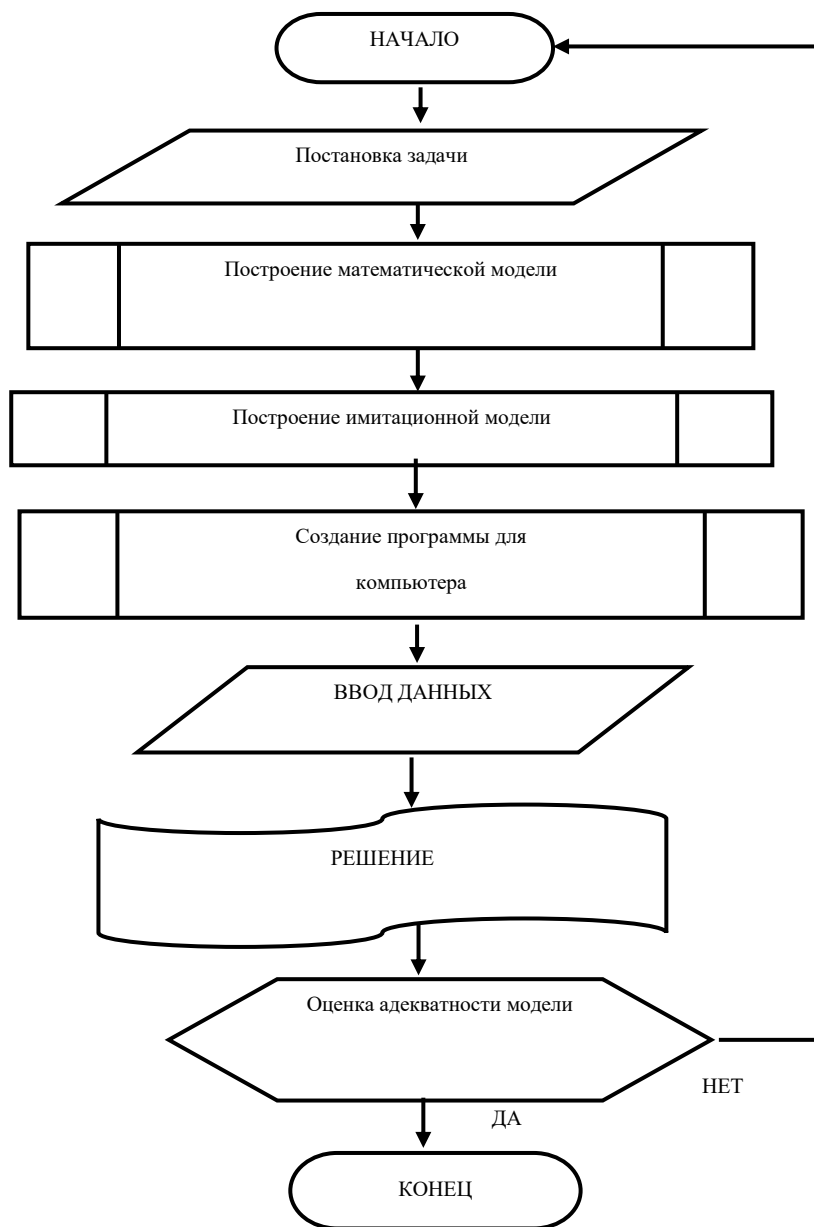 НАЧАЛО
Постановка задачи
Построение математической модели
Построение имитационной модели
Создание программы для
компьютера
ВВОД ДАННЫХ
РЕШЕНИЕ
Оценка адекватности модели
НЕТ
ДА
КОНЕЦ